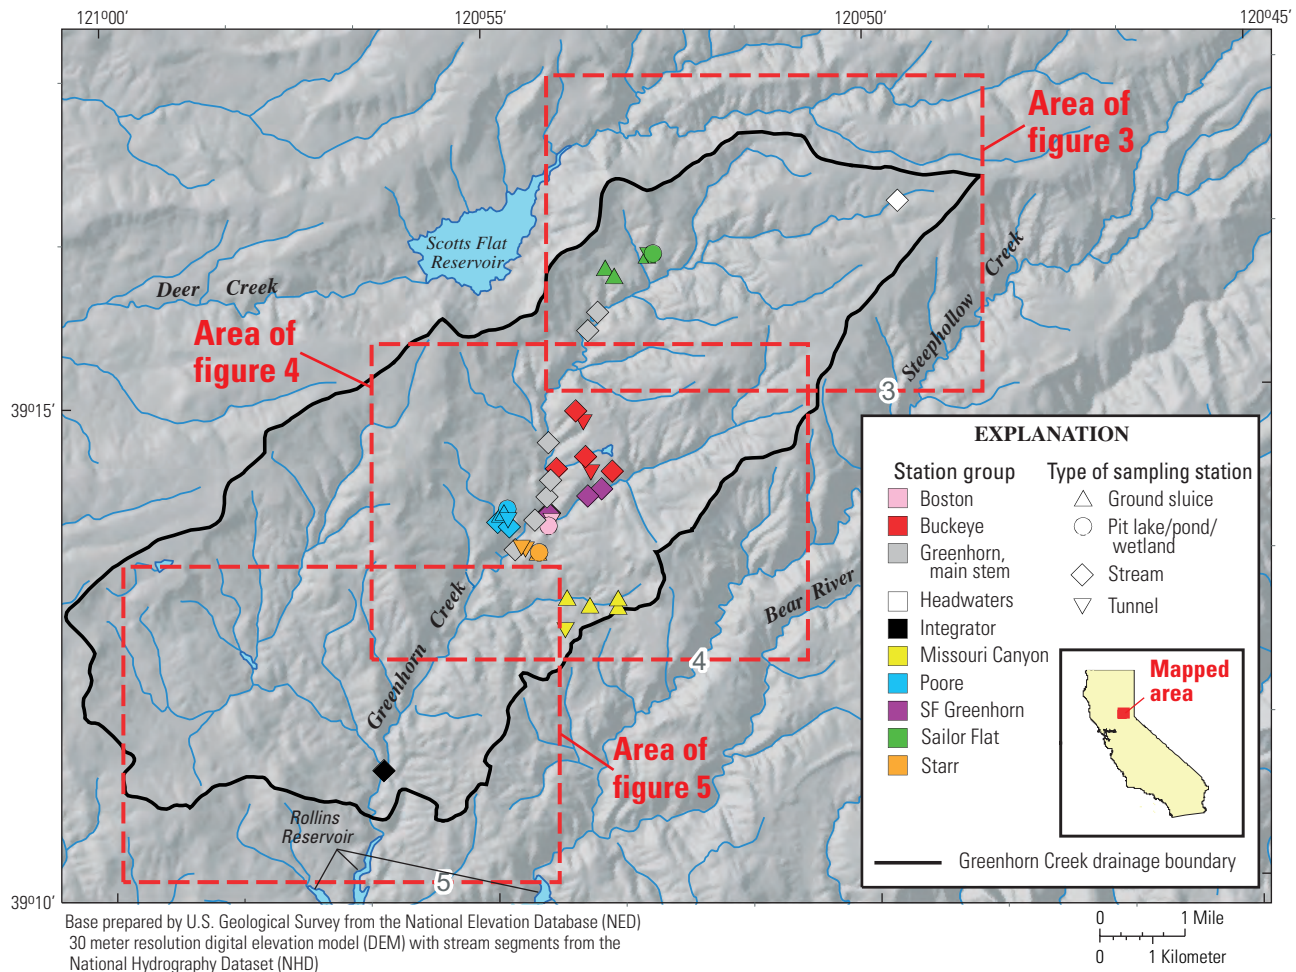 121°00′
120°55′
120°50′
120°45′
Area of
figure 3
Scotts Flat
Reservoir
Deer Creek
Steephollow Creek
Area of
figure 4
3
39°15′
EXPLANATION
Station group
Boston
Buckeye
Greenhorn,
main stem
Headwaters
Integrator
Missouri Canyon
Poore
SF Greenhorn
Sailor Flat
Starr
Type of sampling station
Ground sluice
Pit lake/pond/
wetland
Stream
Tunnel
Mapped
area
Greenhorn Creek drainage boundary
Bear River
4
Greenhorn Creek
Area of
figure 5
Rollins
Reservoir
5
39°10′
Base prepared by U.S. Geological Survey from the National Elevation Database (NED)
30 meter resolution digital elevation model (DEM) with stream segments from the
National Hydrography Dataset (NHD)
0 1 Mile
0 1 Kilometer